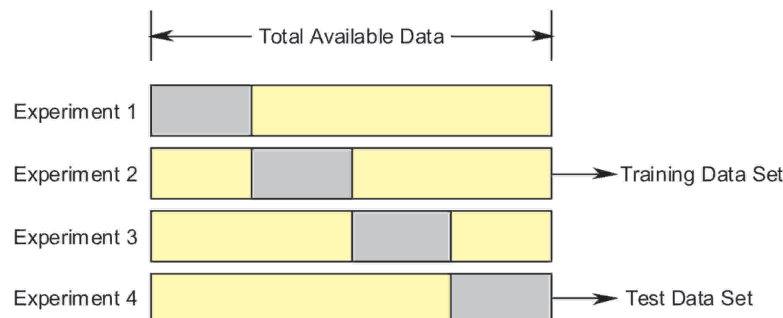 Total Available Data
Experiment 1
Experiment 2
Training Data Set
Experiment 3
Experiment 4
Test Data Set